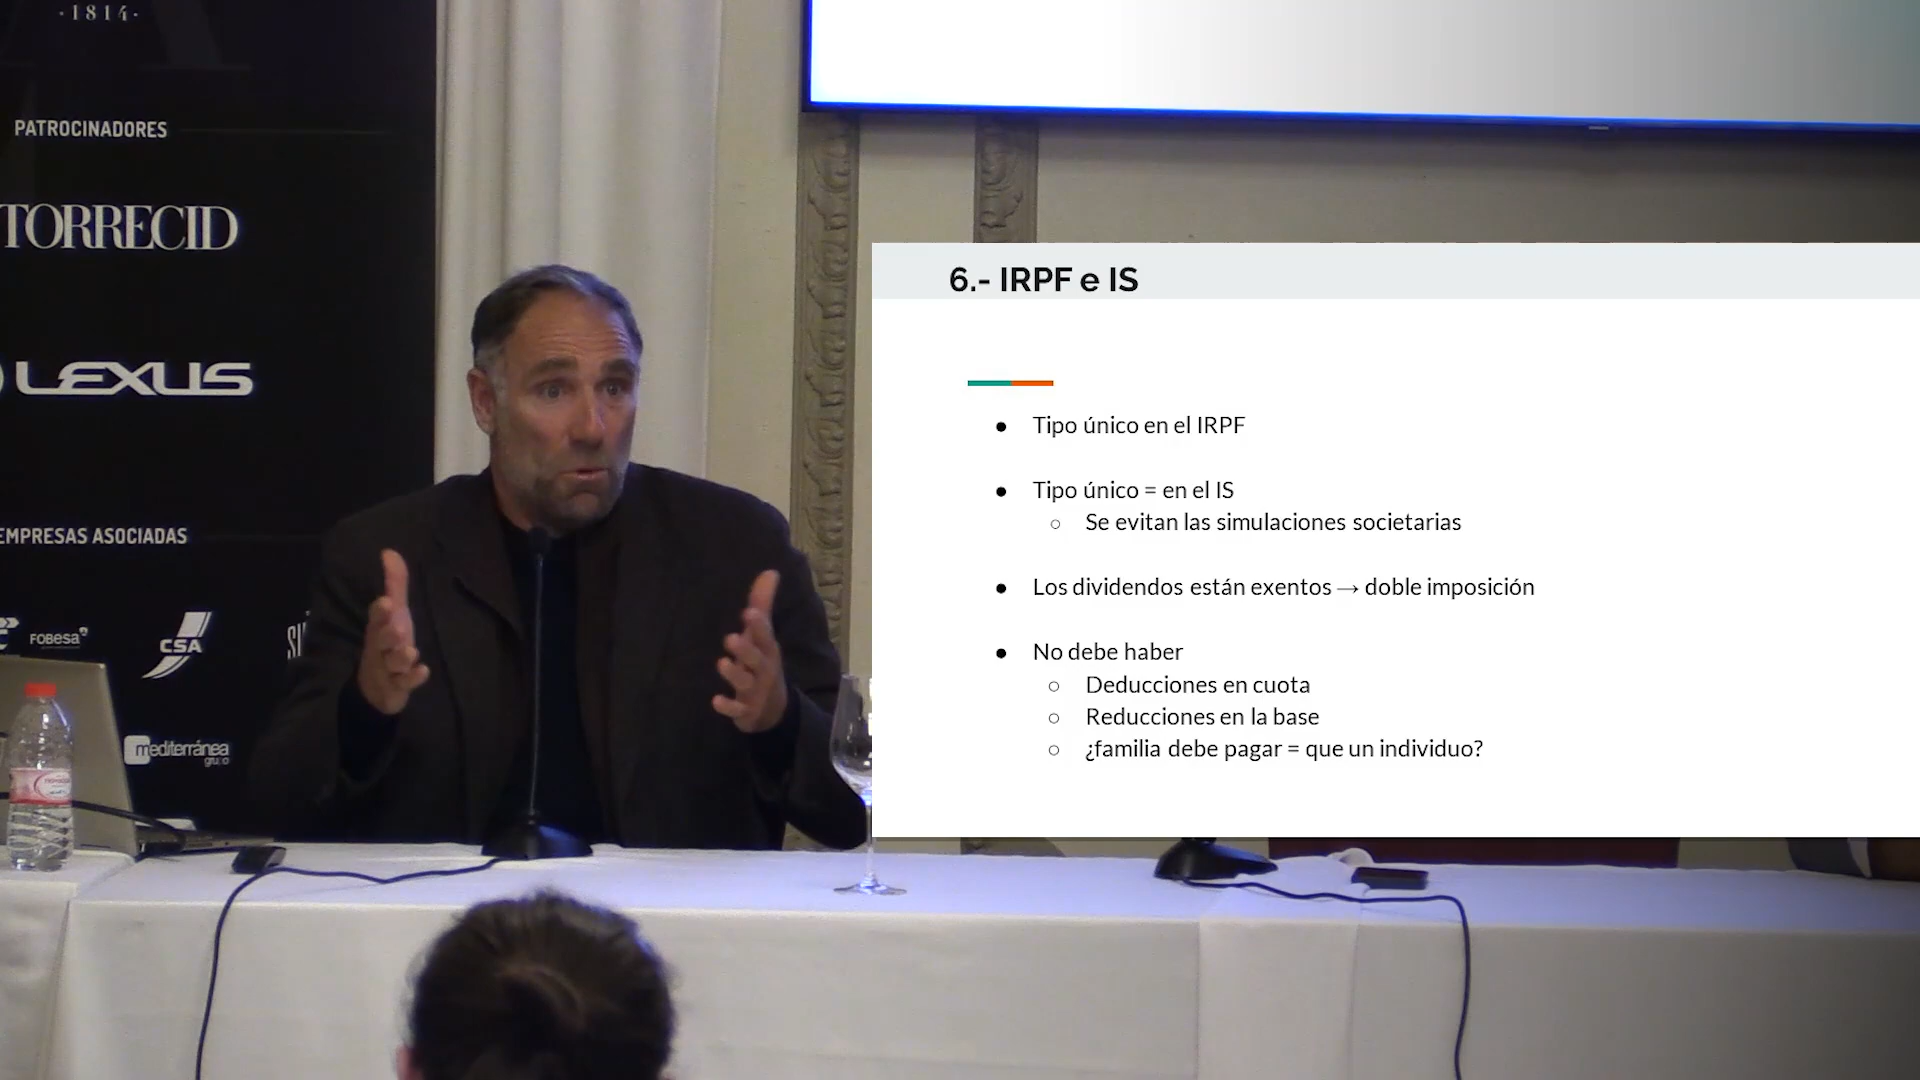 ·1814·
PATROCINADORES
TORRECID
LEXUS
EMPRESAS ASOCIADAS
FOBESA
CSA
mediterránea
grupo
6.- IRPF e IS
● Tipo único en el IRPF
● Tipo único = en el IS
○ Se evitan las simulaciones societarias
● Los dividendos están exentos → doble imposición
● No debe haber
○ Deducciones en cuota
○ Reducciones en la base
○ ¿familia debe pagar = que un individuo?